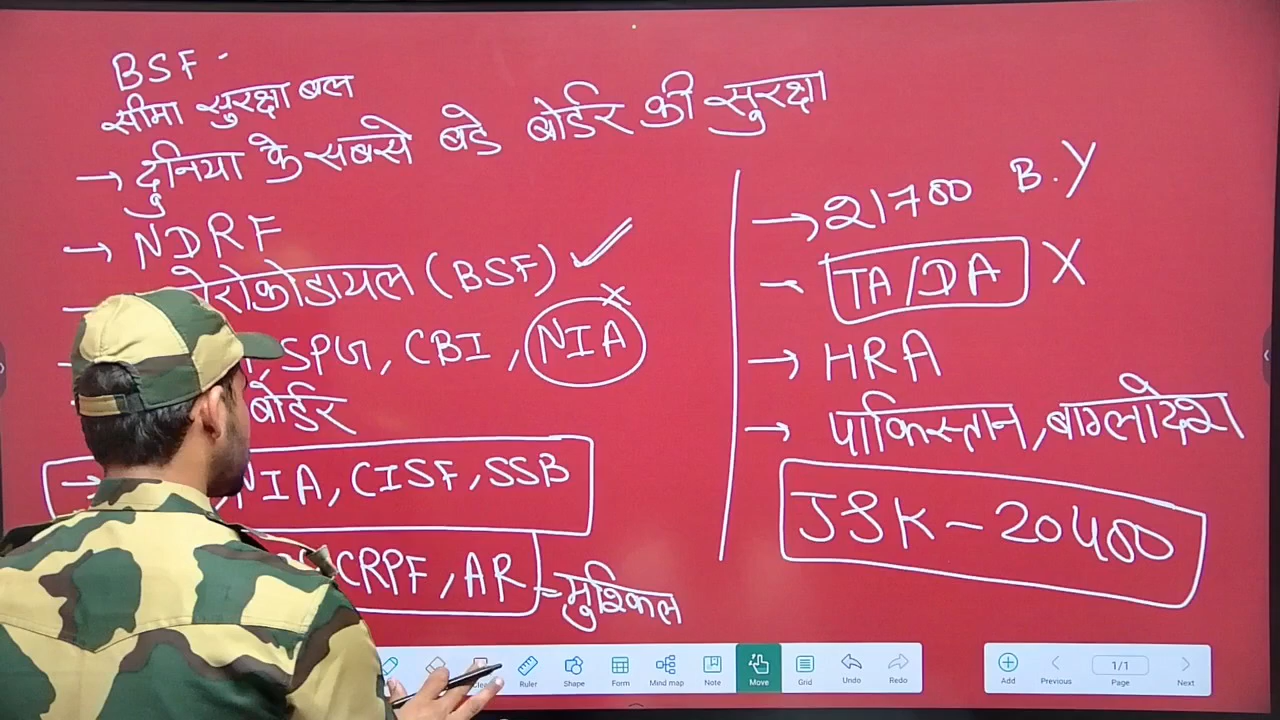 BSF -
सीमा सुरक्षा बल
→ दुनिया के सबसे बडे बोर्डर की सुरक्षा
→ NDRF
(BSF) ✓
, SPG, CBI, NIA x
बोर्डर
→ NIA, CISF, SSB
CRPF, AR = मुश्किल
→ 21700 B.Y
- TA/DA X
→ HRA
→ पाकिस्तान, बाग्लादेश
J&K - 20400
Ruler Shape Form Mind map Note Move Grid Undo Redo
Add Previous 1/1 Page Next